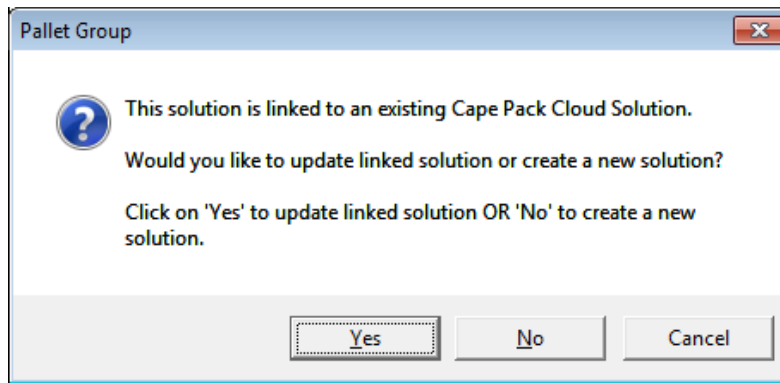 Pallet Group
This solution is linked to an existing Cape Pack Cloud Solution.
Would you like to update linked solution or create a new solution?
Click on 'Yes' to update linked solution OR 'No' to create a new
solution.
Yes No Cancel